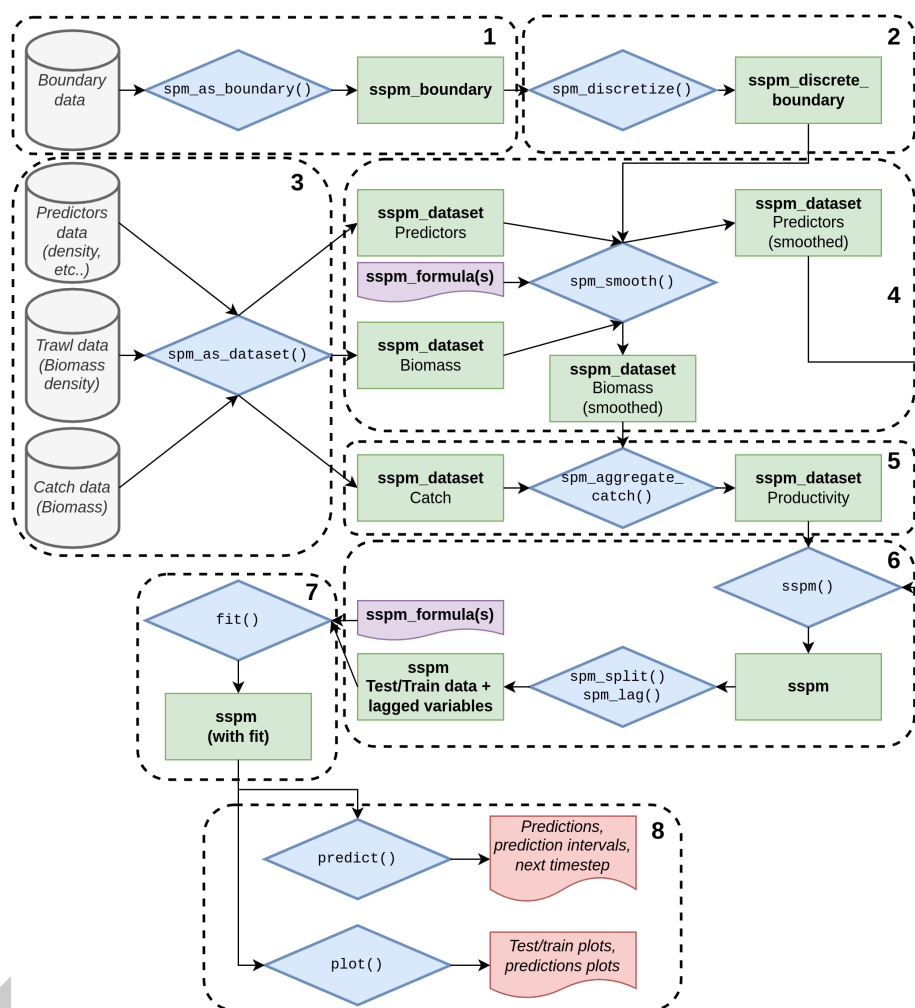 1
Boundary
data
spm_as_boundary()
sspm_boundary
2
spm_discretize()
sspm_discrete_
boundary
3
Predictors
data
(density,
etc..)
Trawl data
(Biomass
density)
Catch data
(Biomass)
spm_as_dataset()
4
sspm_dataset
Predictors
sspm_formula(s)
sspm_dataset
Biomass
spm_smooth()
sspm_dataset
Predictors
(smoothed)
sspm_dataset
Biomass
(smoothed)
5
sspm_dataset
Catch
spm_aggregate_
catch()
sspm_dataset
Productivity
6
sspm()
sspm
spm_split()
spm_lag()
sspm_formula(s)
sspm
Test/Train data +
lagged variables
7
fit()
sspm
(with fit)
8
predict()
Predictions,
prediction intervals,
next timestep
plot()
Test/train plots,
predictions plots